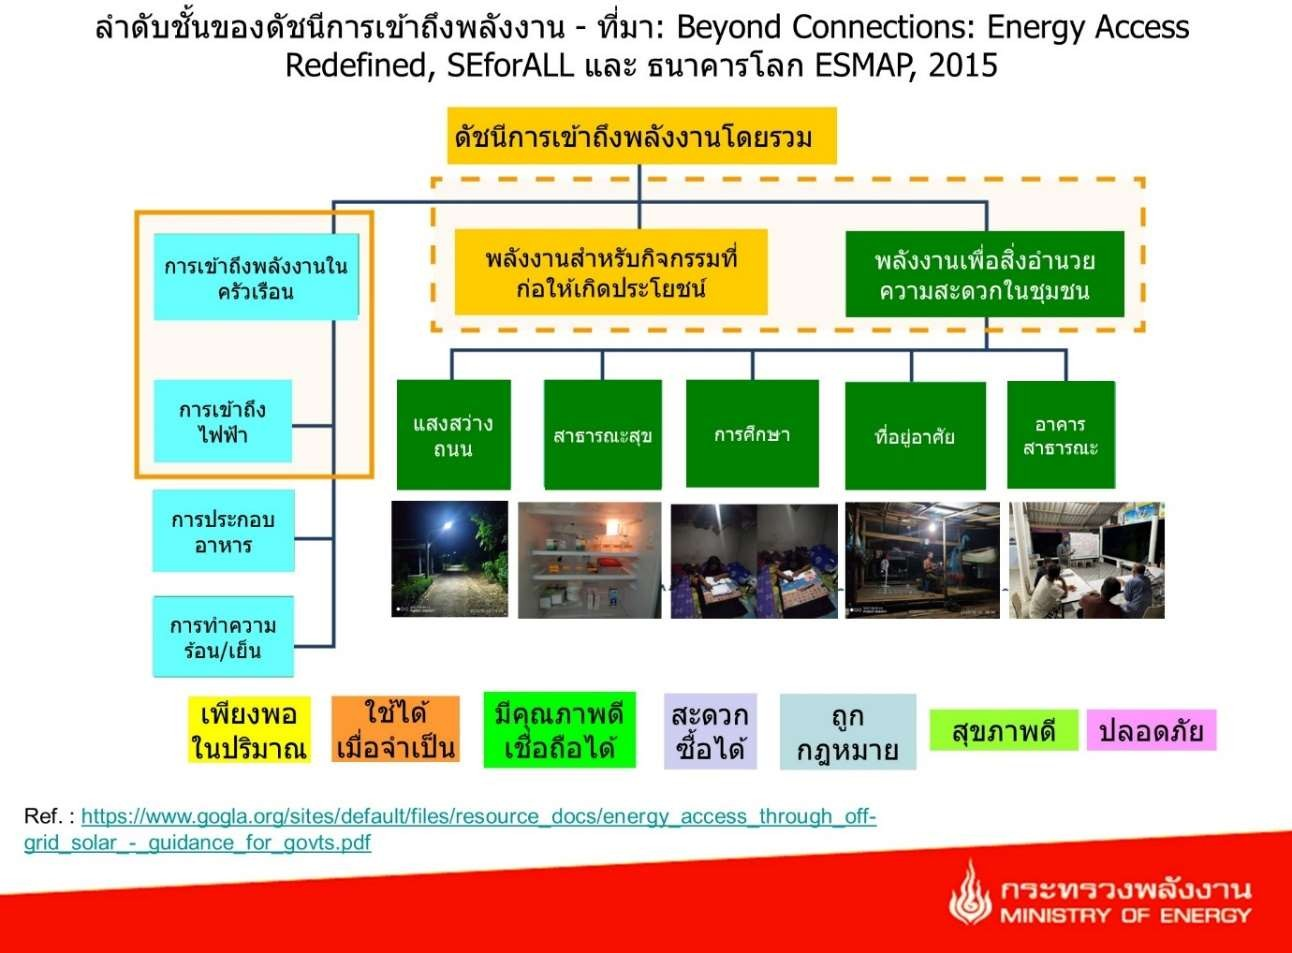 ลำดับชั้นของดัชนีการเข้าถึงพลังงาน - ที่มา: Beyond Connections: Energy Access
Redefined, SEforALL และ ธนาคารโลก ESMAP, 2015
ดัชนีการเข้าถึงพลังงานโดยรวม
การเข้าถึงพลังงานใน
ครัวเรือน
พลังงานสำหรับกิจกรรมที่
ก่อให้เกิดประโยชน์
พลังงานเพื่อสิ่งอำนวย
ความสะดวกในชุมชน
การเข้าถึง
ไฟฟ้า
แสงสว่าง
ถนน
สาธารณะสุข
การศึกษา
ที่อยู่อาศัย
อาคาร
สาธารณะ
การประกอบ
อาหาร
การทำความ
ร้อน/เย็น
เพียงพอ
ในปริมาณ
ใช้ได้
เมื่อจำเป็น
มีคุณภาพดี
เชื่อถือได้
สะดวก
ซื้อได้
ถูก
กฎหมาย
สุขภาพดี
ปลอดภัย
Ref. : https://www.gogla.org/sites/default/files/resource_docs/energy_access_through_off-
grid_solar_-_guidance_for_govts.pdf
กระทรวงพลังงาน
MINISTRY OF ENERGY